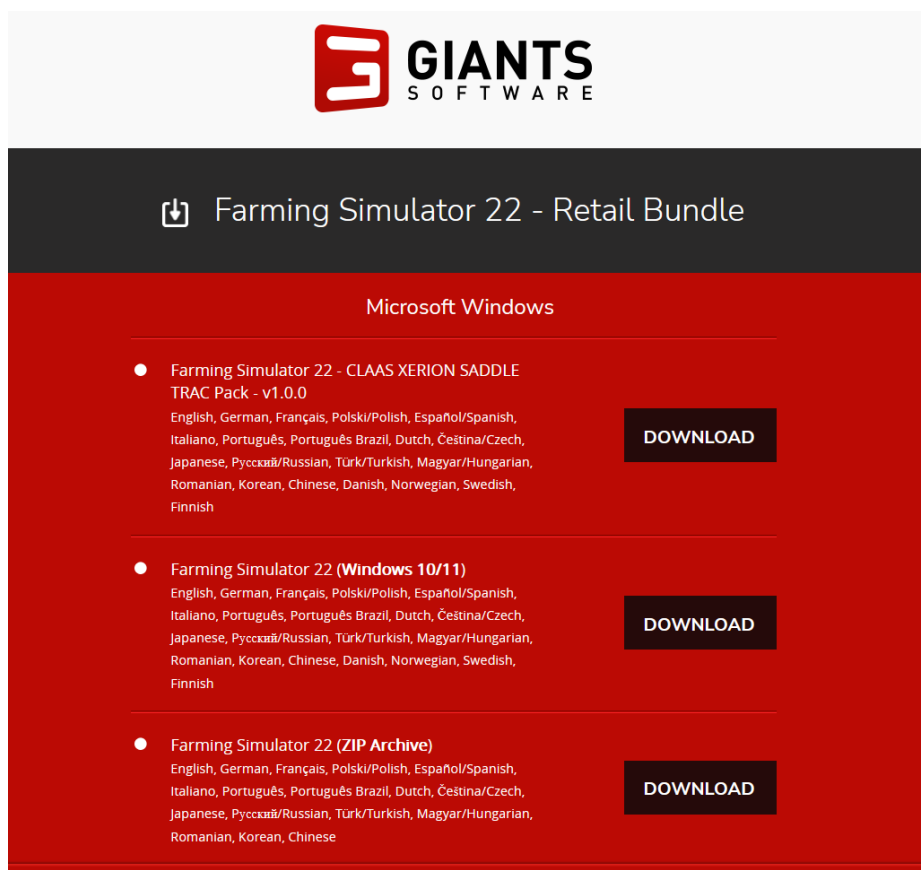 GIANTS
SOFTWARE
Farming Simulator 22 - Retail Bundle
Microsoft Windows
Farming Simulator 22 - CLAAS XERION SADDLE
TRAC Pack - v1.0.0
English, German, Français, Polski/Polish, Español/Spanish,
Italiano, Português, Português Brazil, Dutch, Čeština/Czech,
Japanese, Русский/Russian, Türk/Turkish, Magyar/Hungarian,
Romanian, Korean, Chinese, Danish, Norwegian, Swedish,
Finnish
DOWNLOAD
Farming Simulator 22 (Windows 10/11)
English, German, Français, Polski/Polish, Español/Spanish,
Italiano, Português, Português Brazil, Dutch, Čeština/Czech,
Japanese, Русский/Russian, Türk/Turkish, Magyar/Hungarian,
Romanian, Korean, Chinese, Danish, Norwegian, Swedish,
Finnish
DOWNLOAD
Farming Simulator 22 (ZIP Archive)
English, German, Français, Polski/Polish, Español/Spanish,
Italiano, Português, Português Brazil, Dutch, Čeština/Czech,
Japanese, Русский/Russian, Türk/Turkish, Magyar/Hungarian,
Romanian, Korean, Chinese
DOWNLOAD